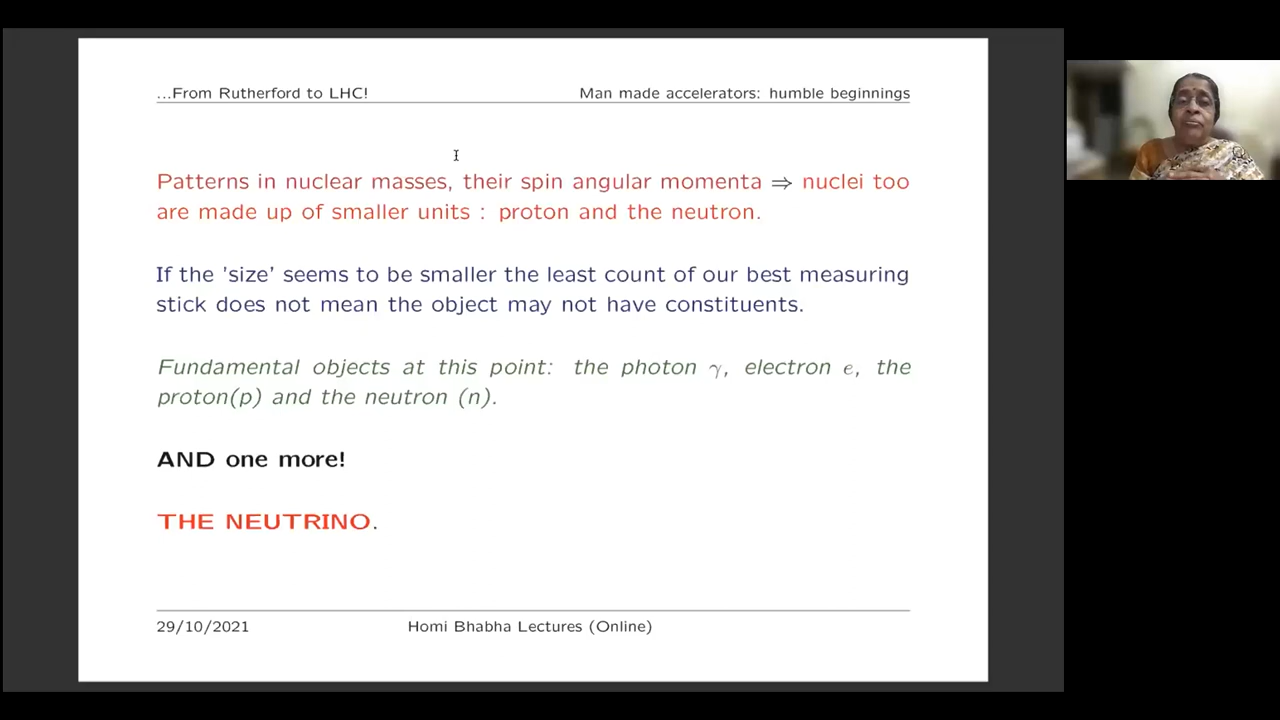 ...From Rutherford to LHC! Man made accelerators: humble beginnings
Patterns in nuclear masses, their spin angular momenta ⇒ nuclei too
are made up of smaller units : proton and the neutron.
If the 'size' seems to be smaller the least count of our best measuring
stick does not mean the object may not have constituents.
Fundamental objects at this point: the photon γ, electron e, the
proton(p) and the neutron (n).
AND one more!
THE NEUTRINO.
29/10/2021 Homi Bhabha Lectures (Online)